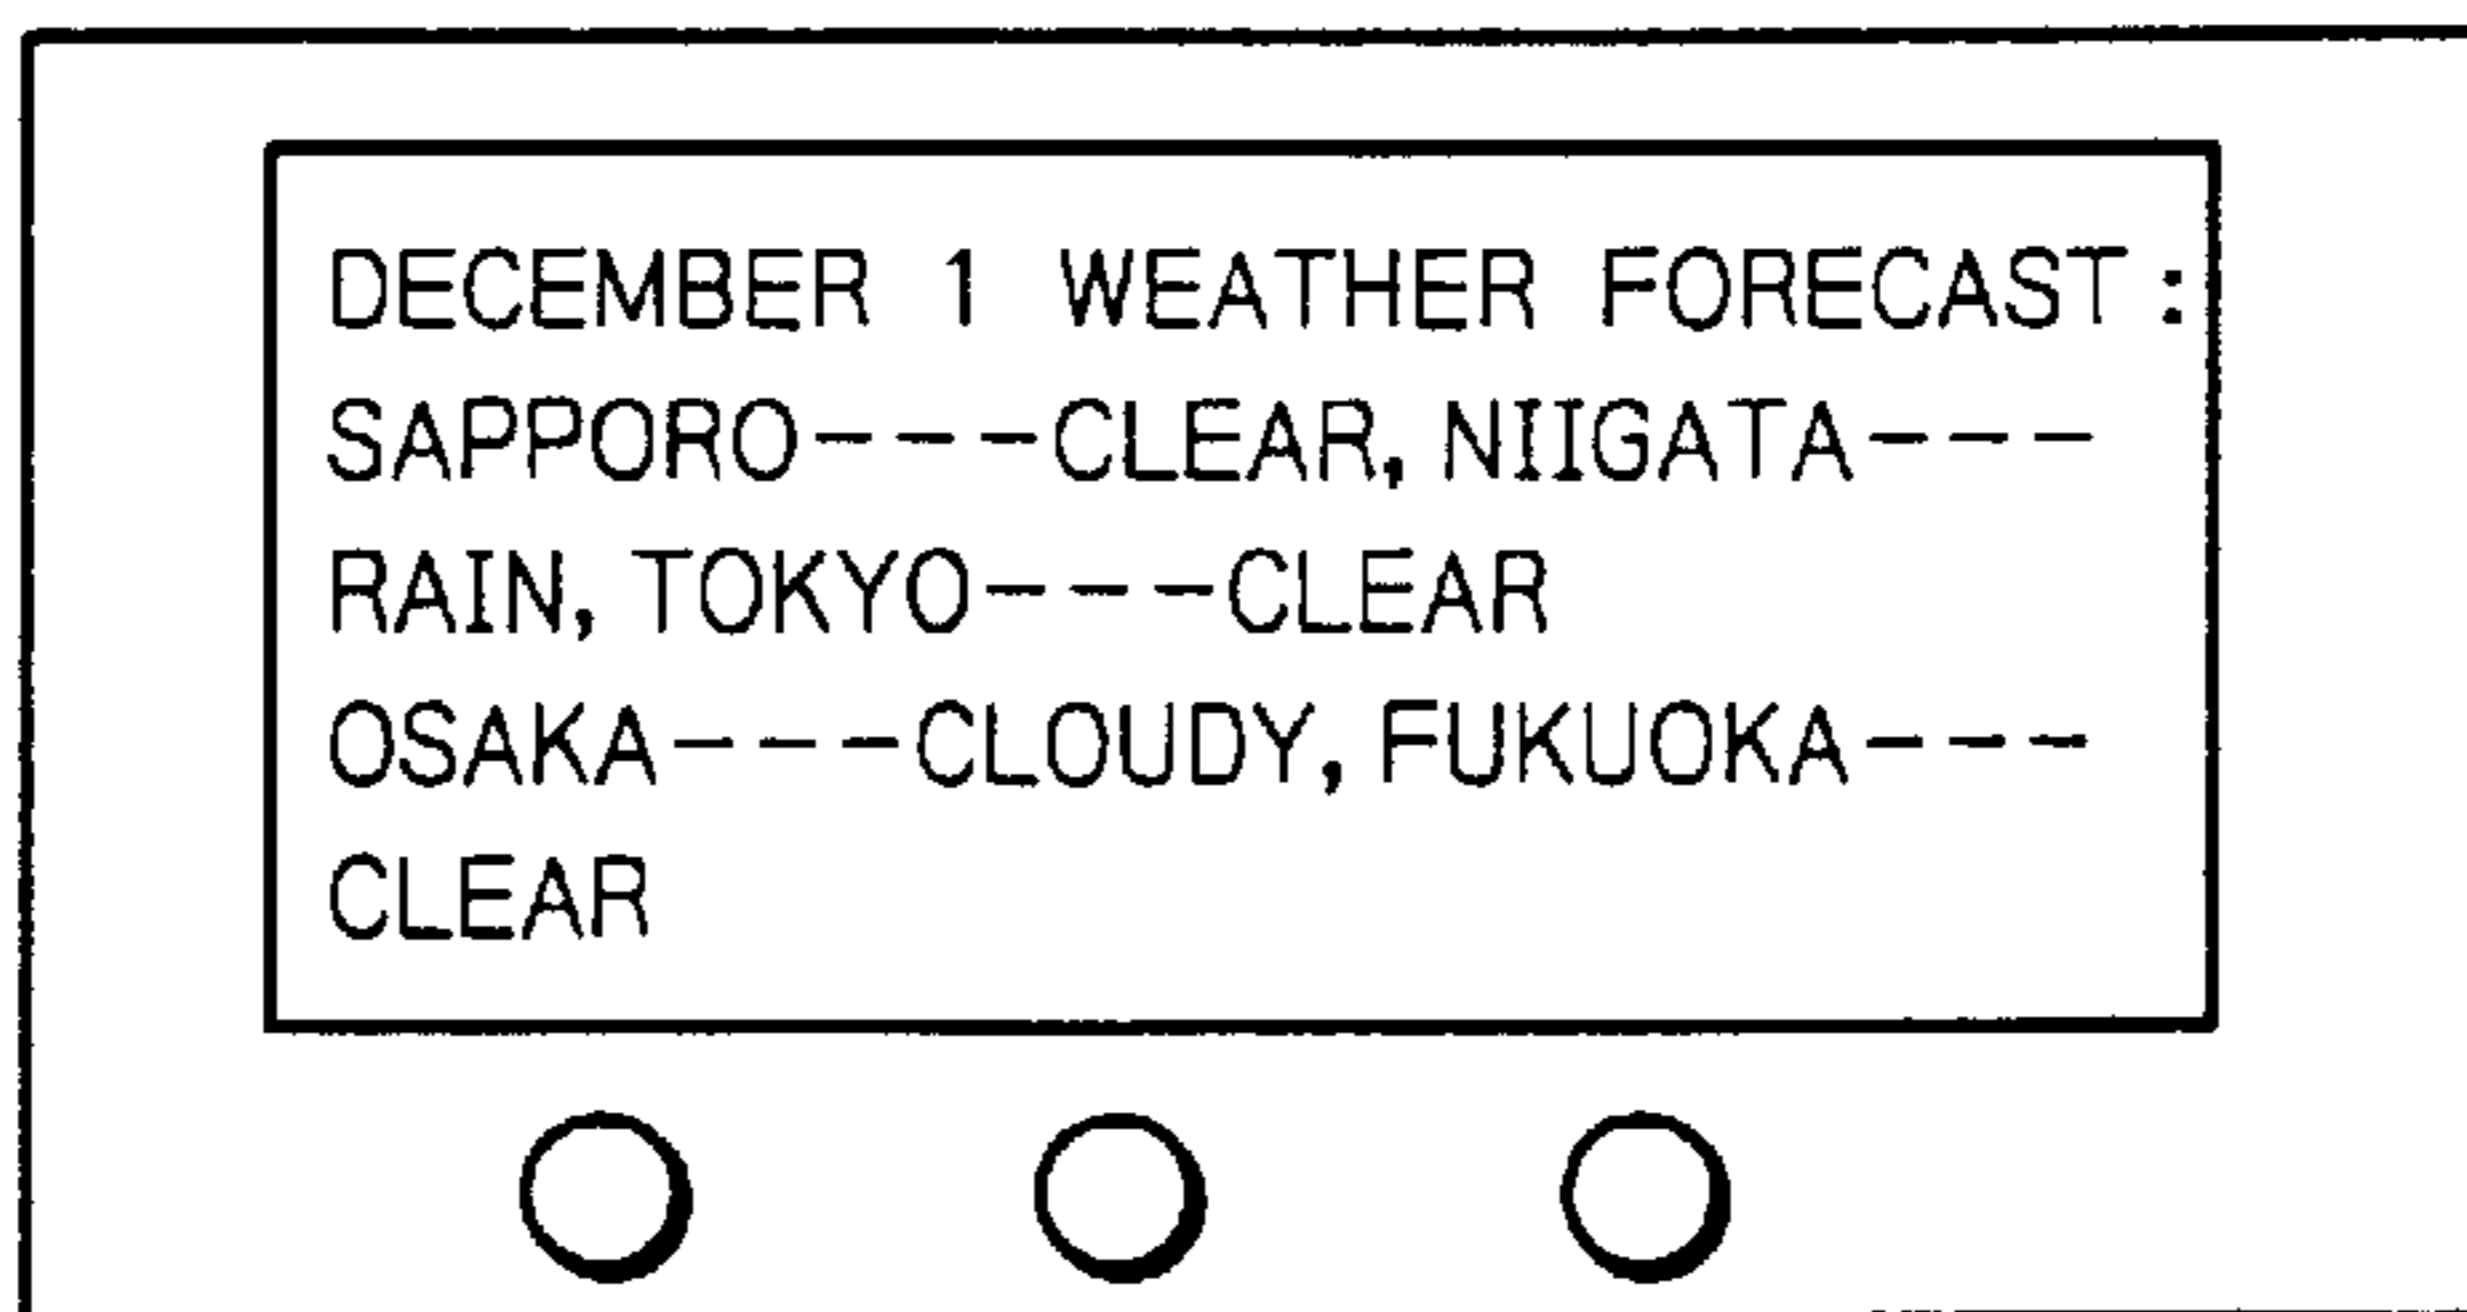 DECEMBER 1 WEATHER FORECAST:
SAPPORO---CLEAR, NIIGATA---
RAIN, TOKYO---CLEAR
OSAKA---CLOUDY, FUKUOKA---
CLEAR